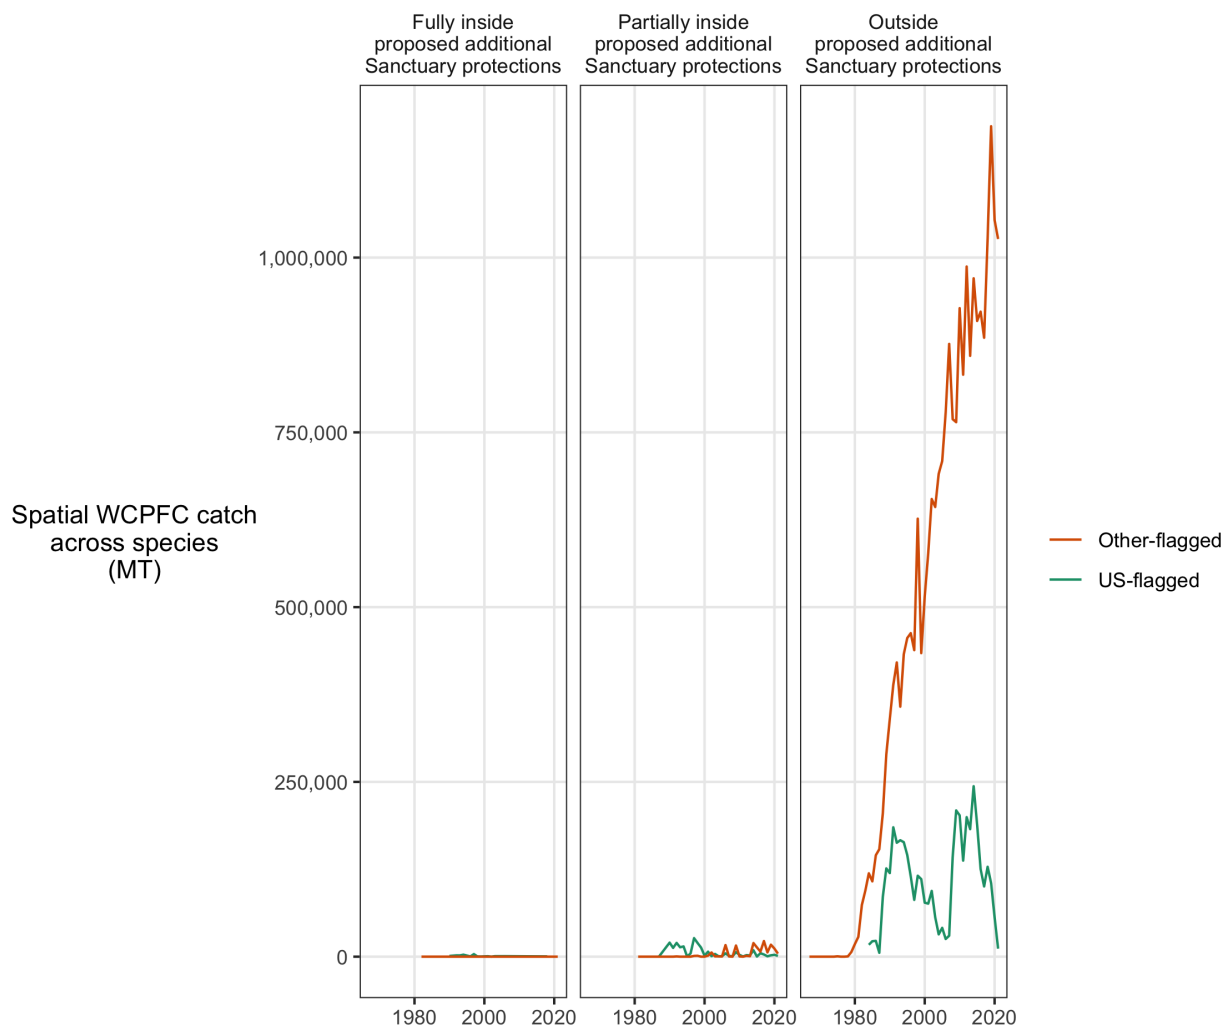 Fully inside
proposed additional
Sanctuary protections
Partially inside
proposed additional
Sanctuary protections
Outside
proposed additional
Sanctuary protections
1,000,000
750,000
500,000
250,000
0
Spatial WCPFC catch
across species
(MT)
1980 2000 2020
1980 2000 2020
1980 2000 2020
Other-flagged
US-flagged